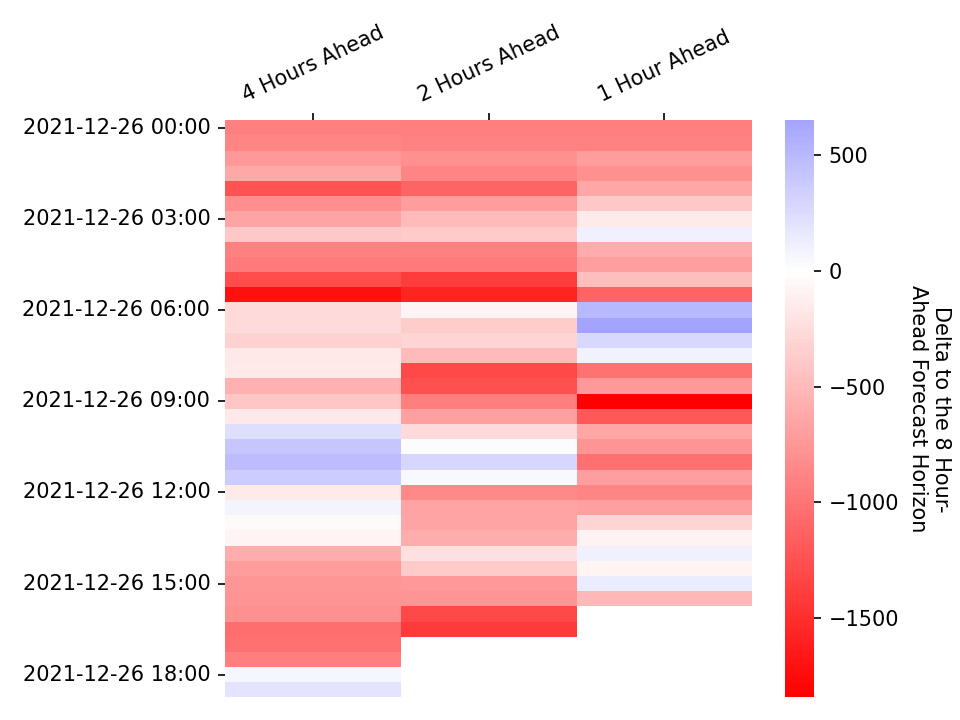 4 Hours Ahead
2 Hours Ahead
1 Hour Ahead
2021-12-26 00:00
2021-12-26 03:00
2021-12-26 06:00
2021-12-26 09:00
2021-12-26 12:00
2021-12-26 15:00
2021-12-26 18:00
500
0
−500
−1000
−1500
Delta to the 8 Hour-
Ahead Forecast Horizon